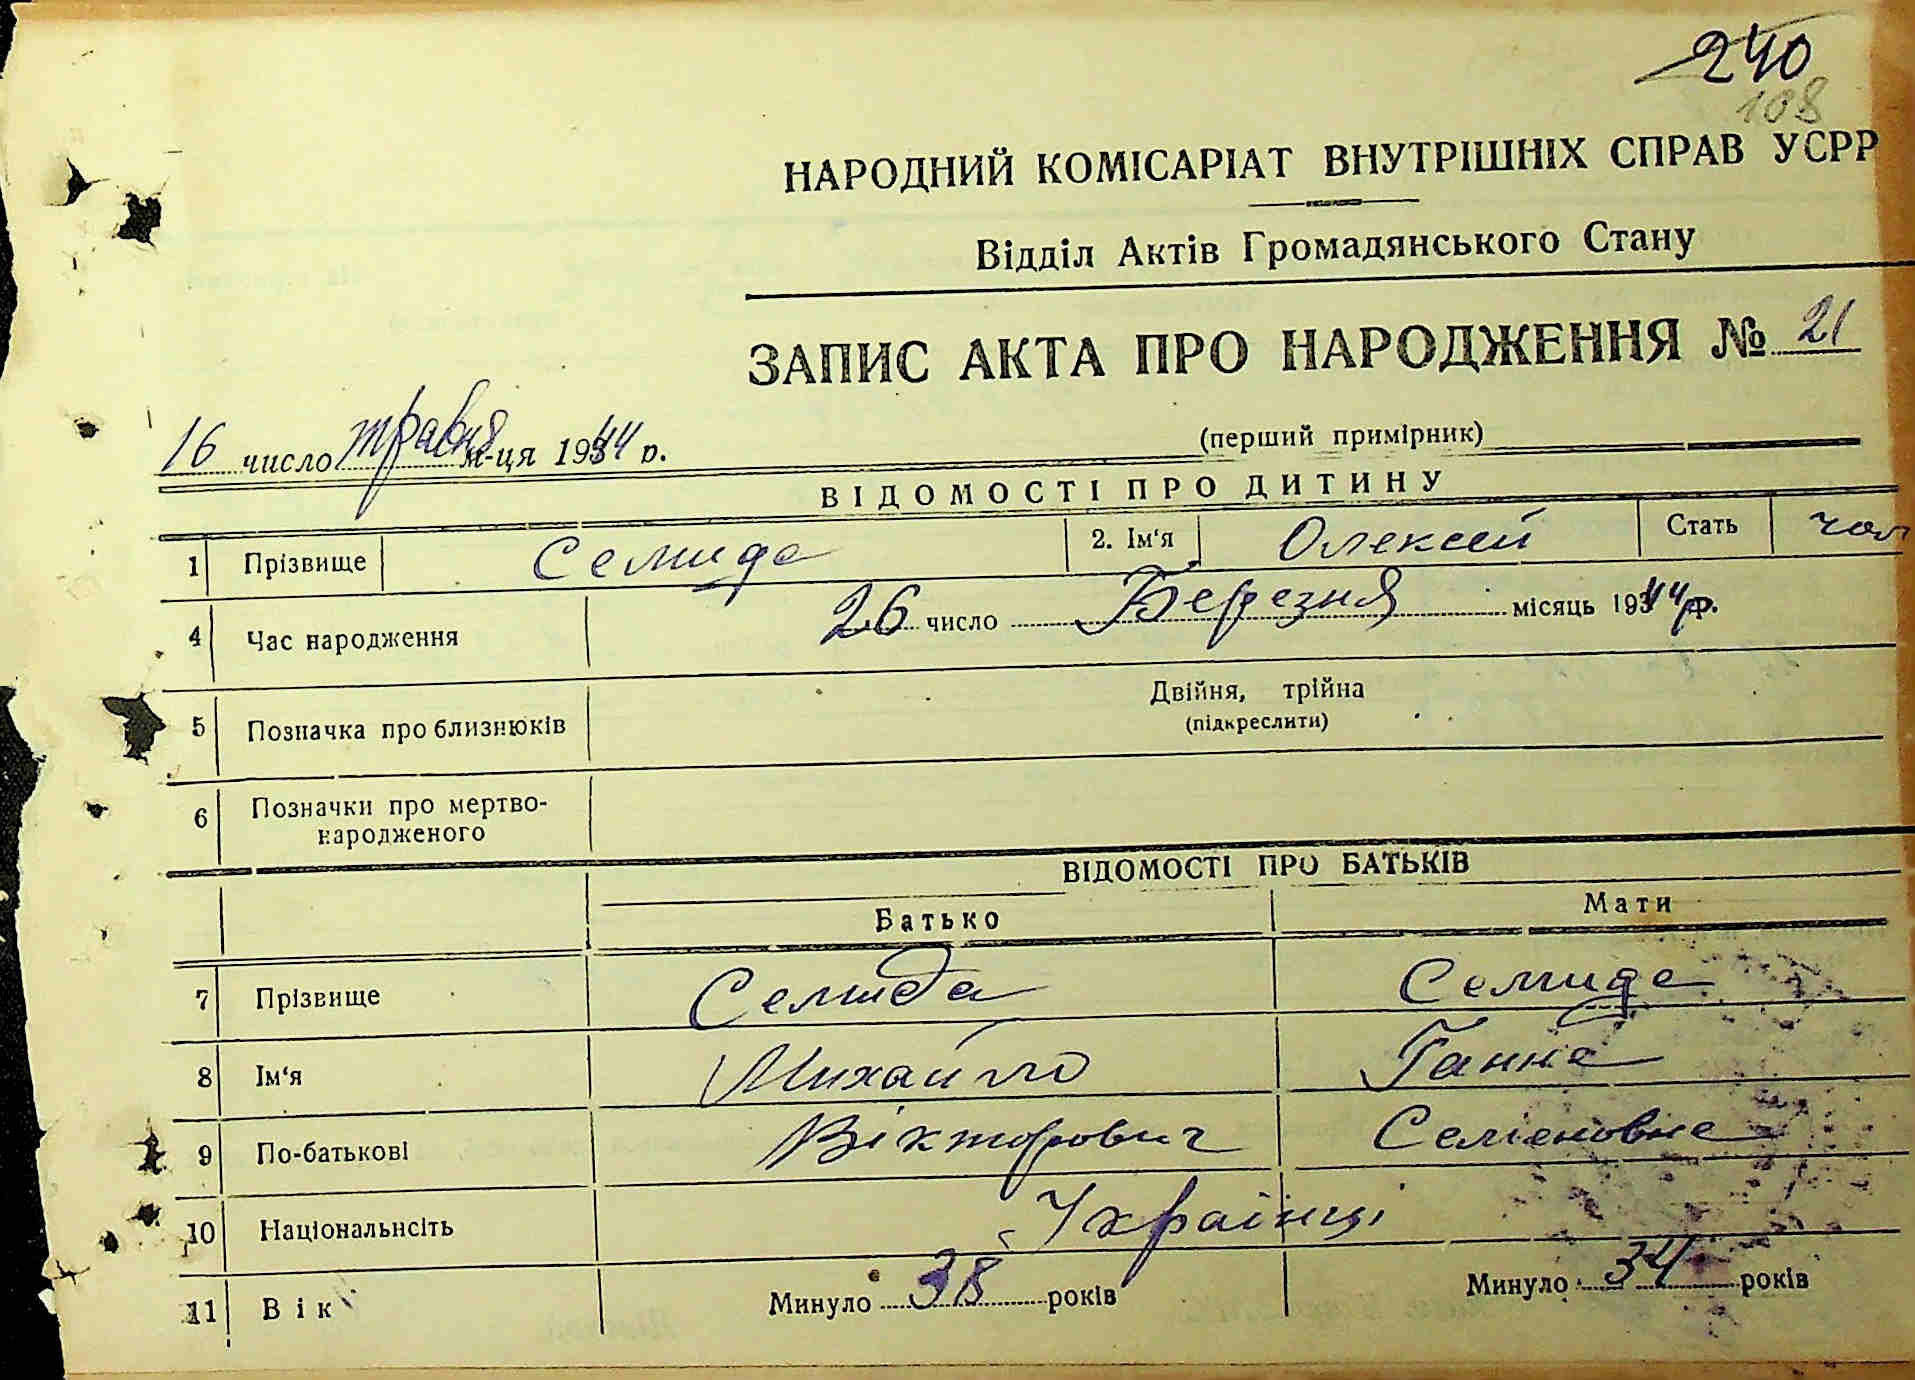 240
108
НАРОДНИЙ КОМІСАРІАТ ВНУТРІШНІХ СПРАВ УСРР
Відділ Актів Громадянського Стану
ЗАПИС АКТА ПРО НАРОДЖЕННЯ № 21
16 число травня м-ця 1944 р.
(перший примірник)
ВІДОМОСТІ ПРО ДИТИНУ
1 Прізвище Семида 2. Ім'я Олексій Стать чол
4 Час народження 26 число Березня місяць 1944 р.
5 Позначка про близнюків Двійня, трійна
(підкреслити)
6 Позначки про мертво-
народженого
ВІДОМОСТІ ПРО БАТЬКІВ
Батько Мати
7 Прізвище Семида Семида
8 Ім'я Михайло Ганна
9 По-батькові Вікторович Семеновна
10 Національнсіть Українці
11 Вік Минуло 38 років Минуло 34 років